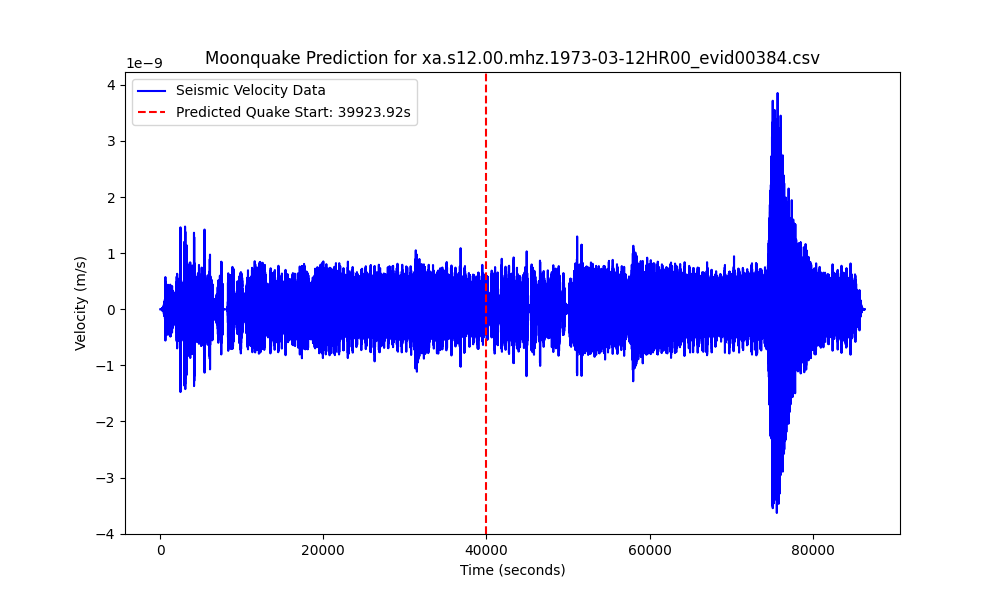 Moonquake Prediction for xa.s12.00.mhz.1973-03-12HR00_evid00384.csv
1e−9
Seismic Velocity Data
Predicted Quake Start: 39923.92s
4
3
2
1
0
−1
−2
−3
−4
Velocity (m/s)
0 20000 40000 60000 80000
Time (seconds)